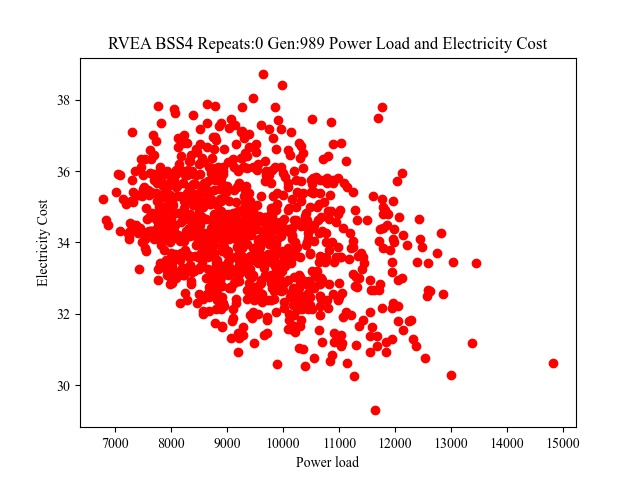 RVEA BSS4 Repeats:0 Gen:989 Power Load and Electricity Cost
38
36
34
32
30
Electricity Cost
7000 8000 9000 10000 11000 12000 13000 14000 15000
Power load